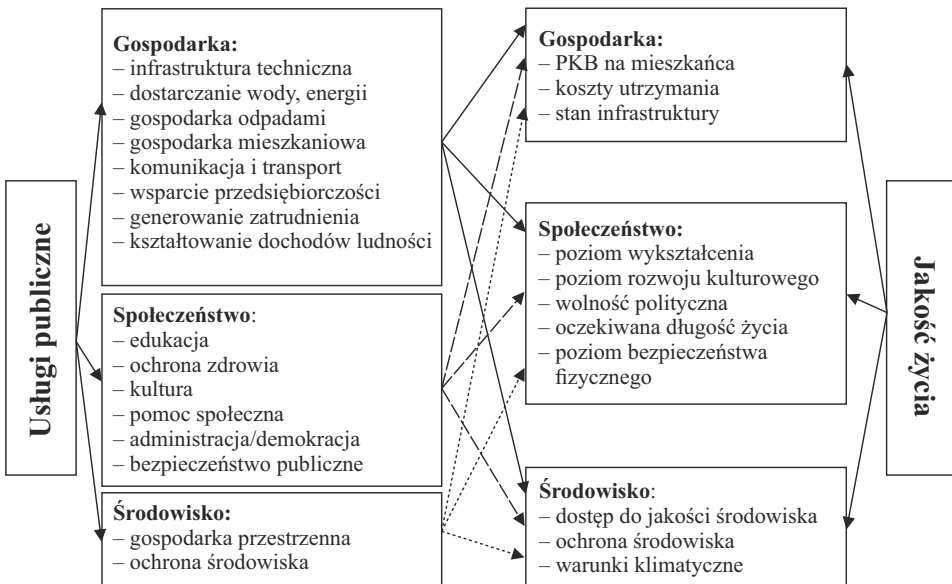 Usługi publiczne
Gospodarka:
– infrastruktura techniczna
– dostarczanie wody, energii
– gospodarka odpadami
– gospodarka mieszkaniowa
– komunikacja i transport
– wsparcie przedsiębiorczości
– generowanie zatrudnienia
– kształtowanie dochodów ludności
Społeczeństwo:
– edukacja
– ochrona zdrowia
– kultura
– pomoc społeczna
– administracja/demokracja
– bezpieczeństwo publiczne
Środowisko:
– gospodarka przestrzenna
– ochrona środowiska
Gospodarka:
– PKB na mieszkańca
– koszty utrzymania
– stan infrastruktury
Społeczeństwo:
– poziom wykształcenia
– poziom rozwoju kulturowego
– wolność polityczna
– oczekiwana długość życia
– poziom bezpieczeństwa
fizycznego
Środowisko:
– dostęp do jakości środowiska
– ochrona środowiska
– warunki klimatyczne
Jakość życia